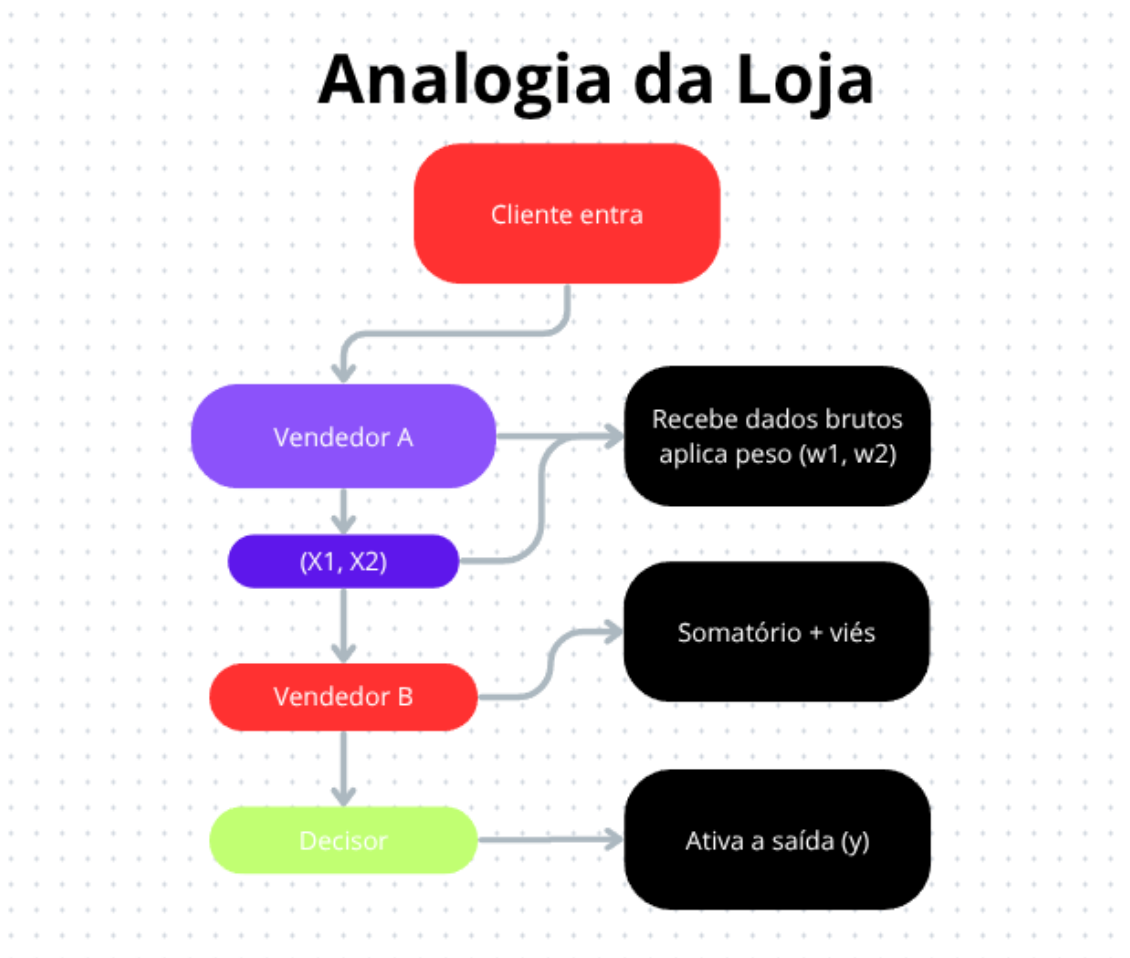 Analogia da Loja
Cliente entra
Vendedor A
Recebe dados brutos
aplica peso (w1, w2)
(X1, X2)
Somatório + viés
Vendedor B
Decisor
Ativa a saída (y)